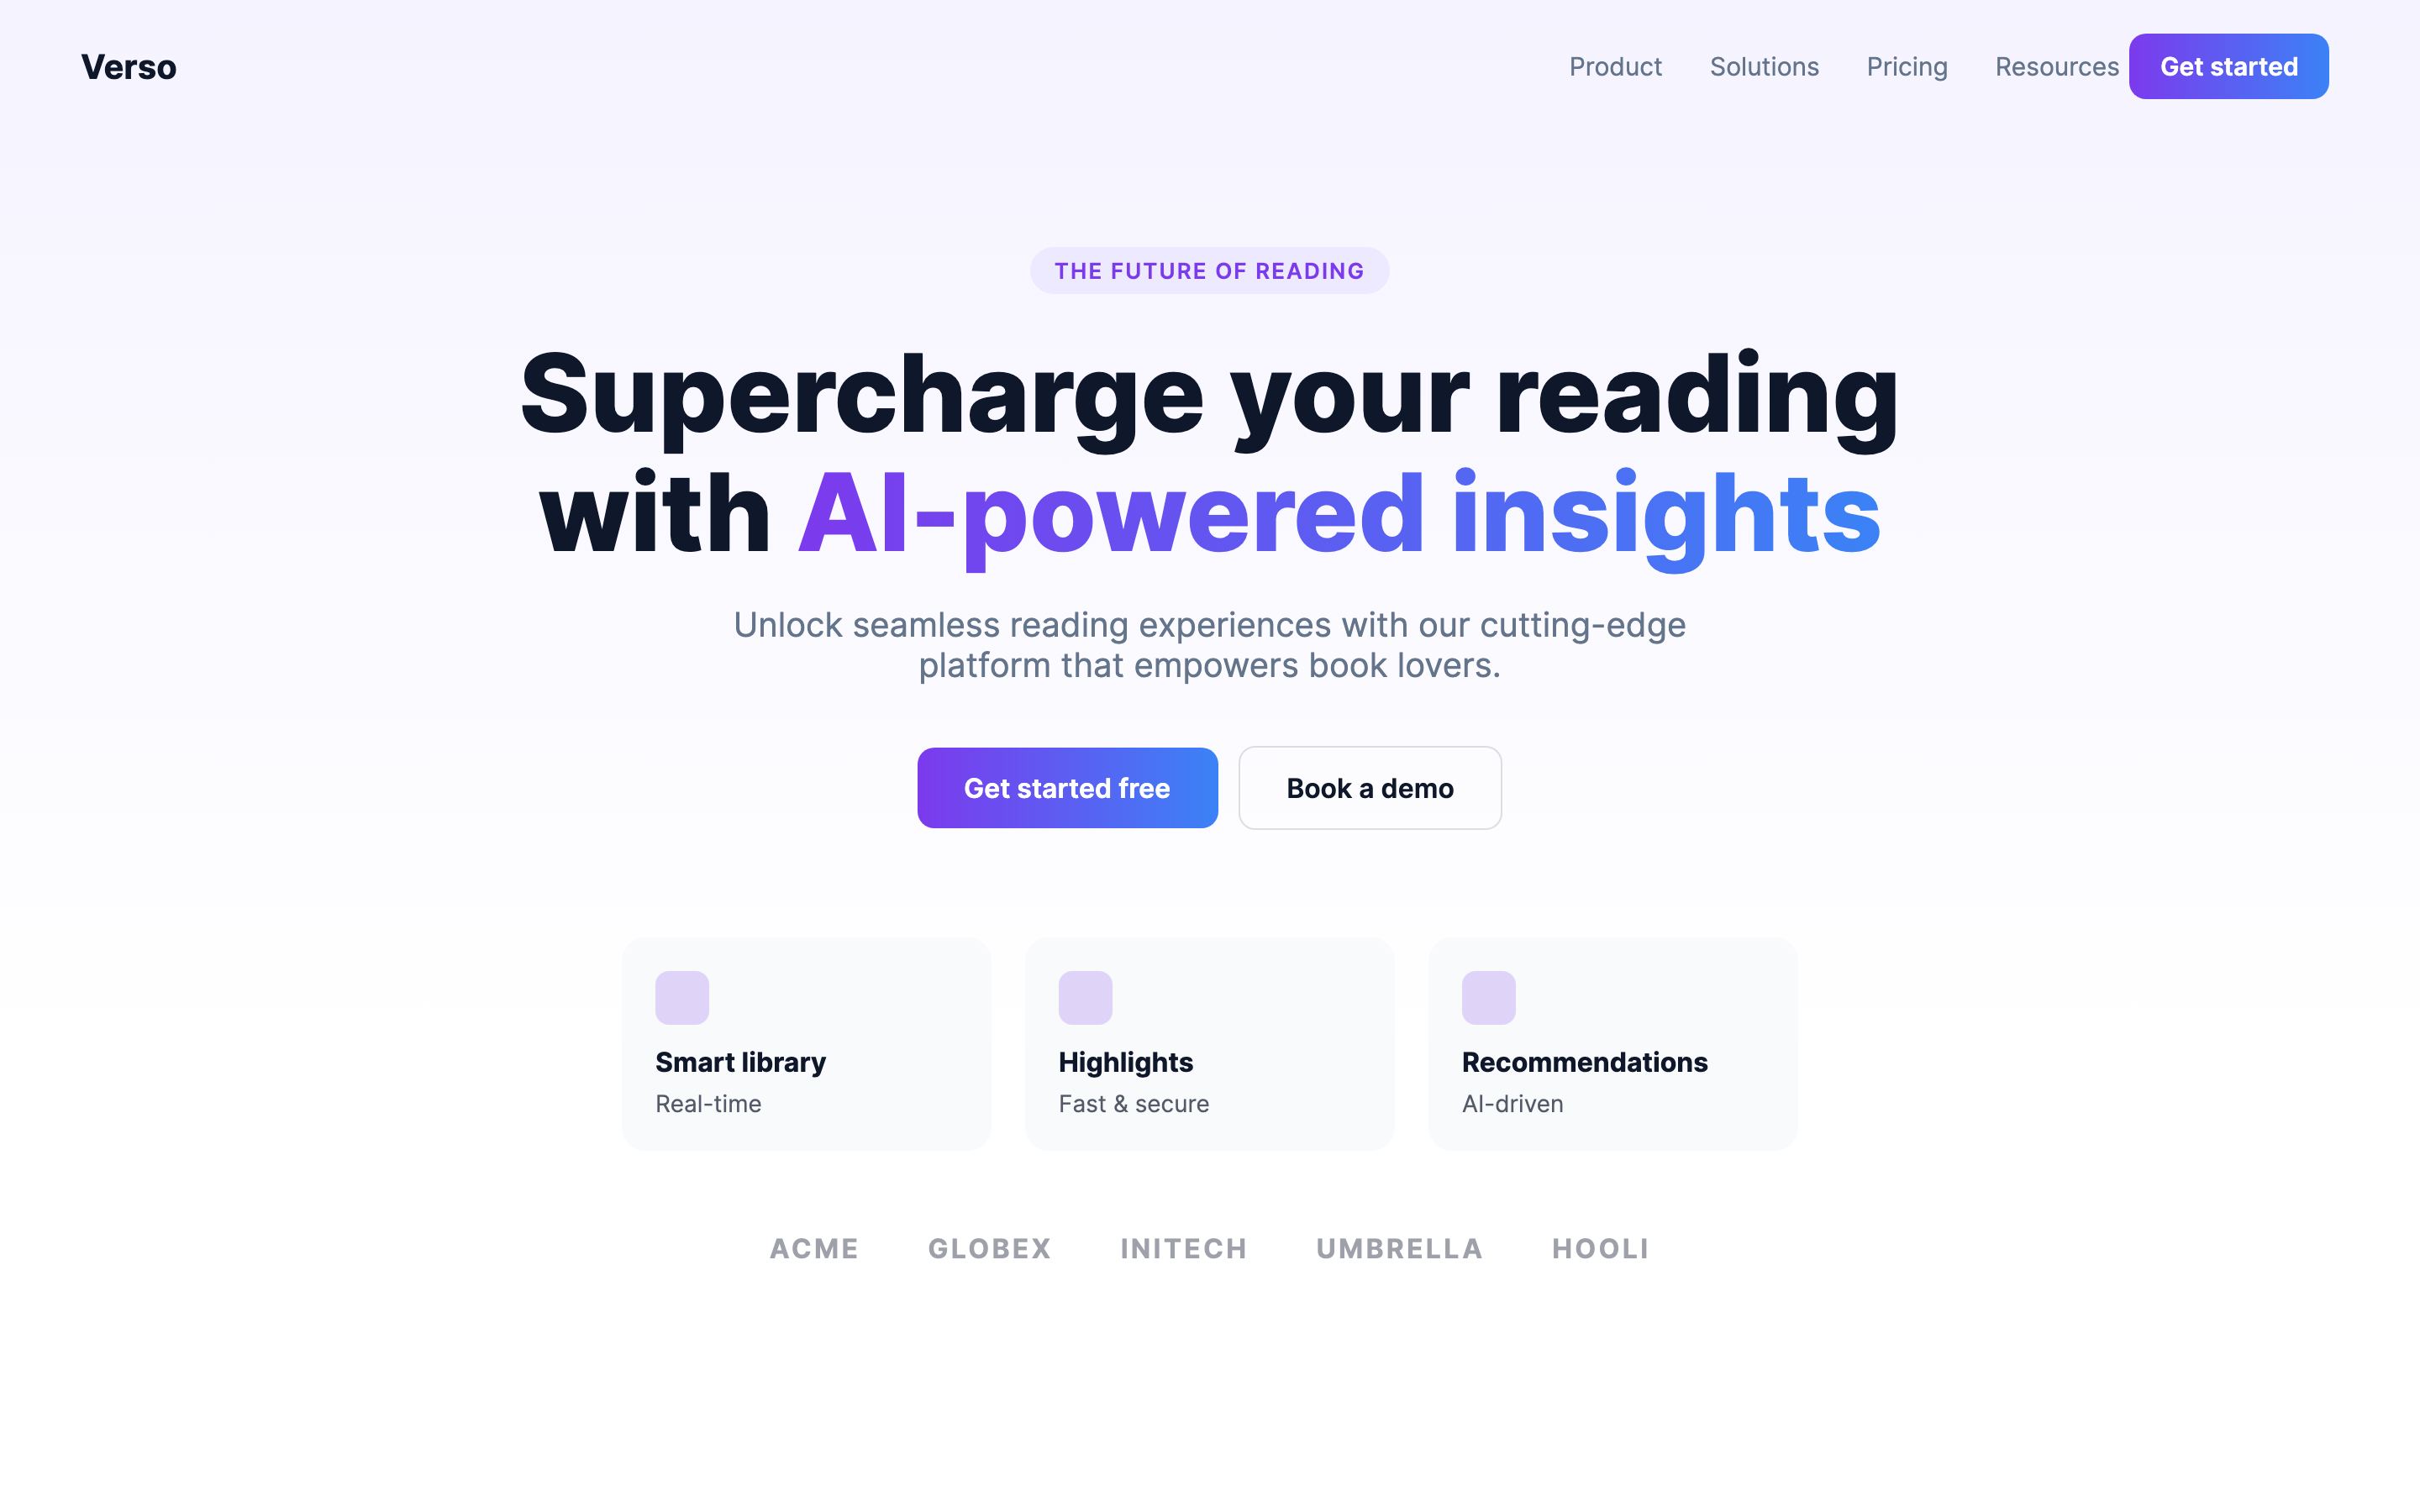 Verso
Product Solutions Pricing Resources Get started
THE FUTURE OF READING
Supercharge your reading
with AI-powered insights
Unlock seamless reading experiences with our cutting-edge
platform that empowers book lovers.
Get started free Book a demo
Smart library
Real-time
Highlights
Fast & secure
Recommendations
AI-driven
ACME GLOBEX INITECH UMBRELLA HOOLI